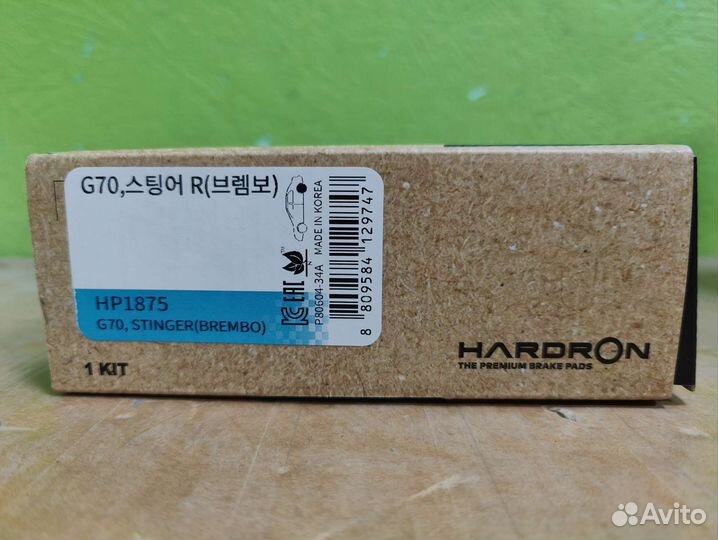 G70,스팅어 R(브렘보)
HP1875
G70, STINGER(BREMBO)
EAC
P80604-34A MADE IN KOREA
8 809584 129747
1 KIT
HARDRON
THE PREMIUM BRAKE PADS
Avito